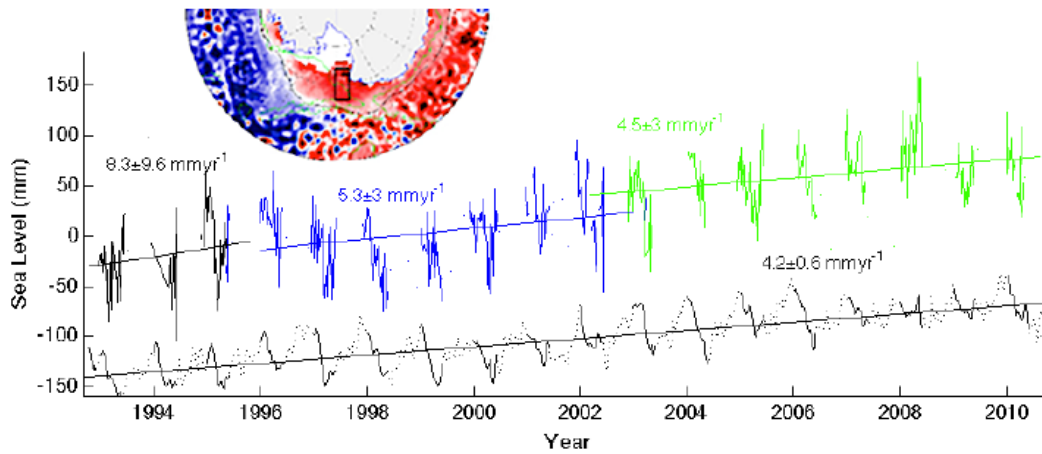 8.3±9.6 mmyr⁻¹
5.3±3 mmyr⁻¹
4.5±3 mmyr⁻¹
4.2±0.6 mmyr⁻¹
Sea Level (mm)
150
100
50
0
-50
-100
-150
1994 1996 1998 2000 2002 2004 2006 2008 2010
Year